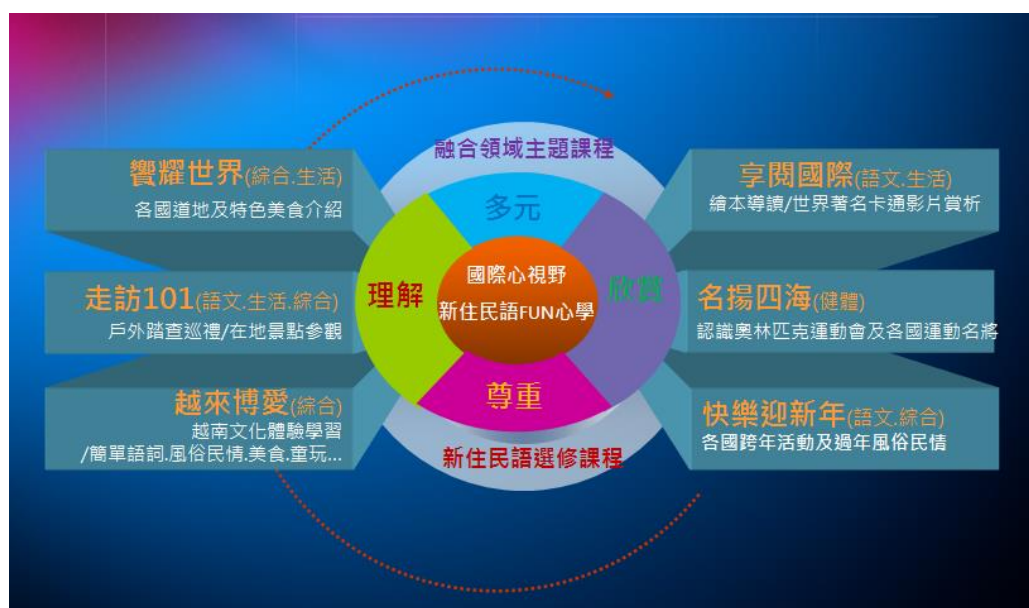 融合領域主題課程
饗耀世界(綜合.生活)
各國道地及特色美食介紹
走訪101(語文.生活.綜合)
戶外踏查巡禮/在地景點參觀
越來博愛(綜合)
越南文化體驗學習
/簡單語詞.風俗民情.美食.童玩...
多元
理解
國際心視野
新住民語FUN心學
欣賞
尊重
新住民語選修課程
享閱國際(語文.生活)
繪本導讀/世界著名卡通影片賞析
名揚四海(健體)
認識奧林匹克運動會及各國運動名將
快樂迎新年(語文.綜合)
各國跨年活動及過年風俗民情